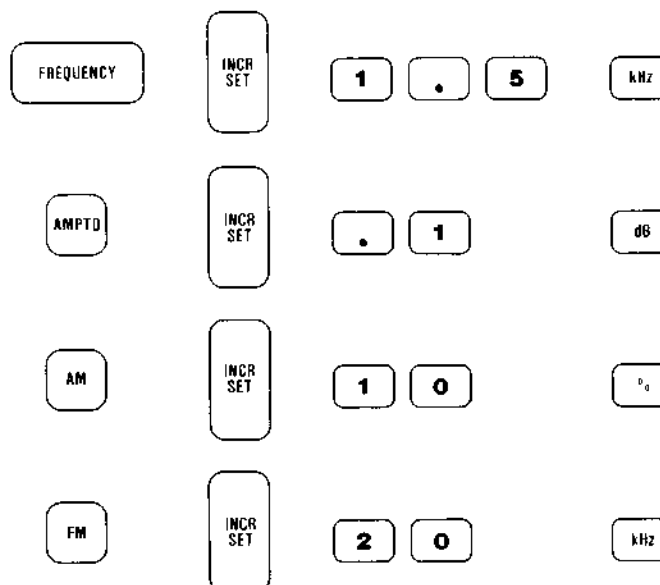 FREQUENCY INCR SET 1 . 5 kHz
AMPTD INCR SET . 1 dB
AM INCR SET 1 0 %
FM INCR SET 2 0 kHz